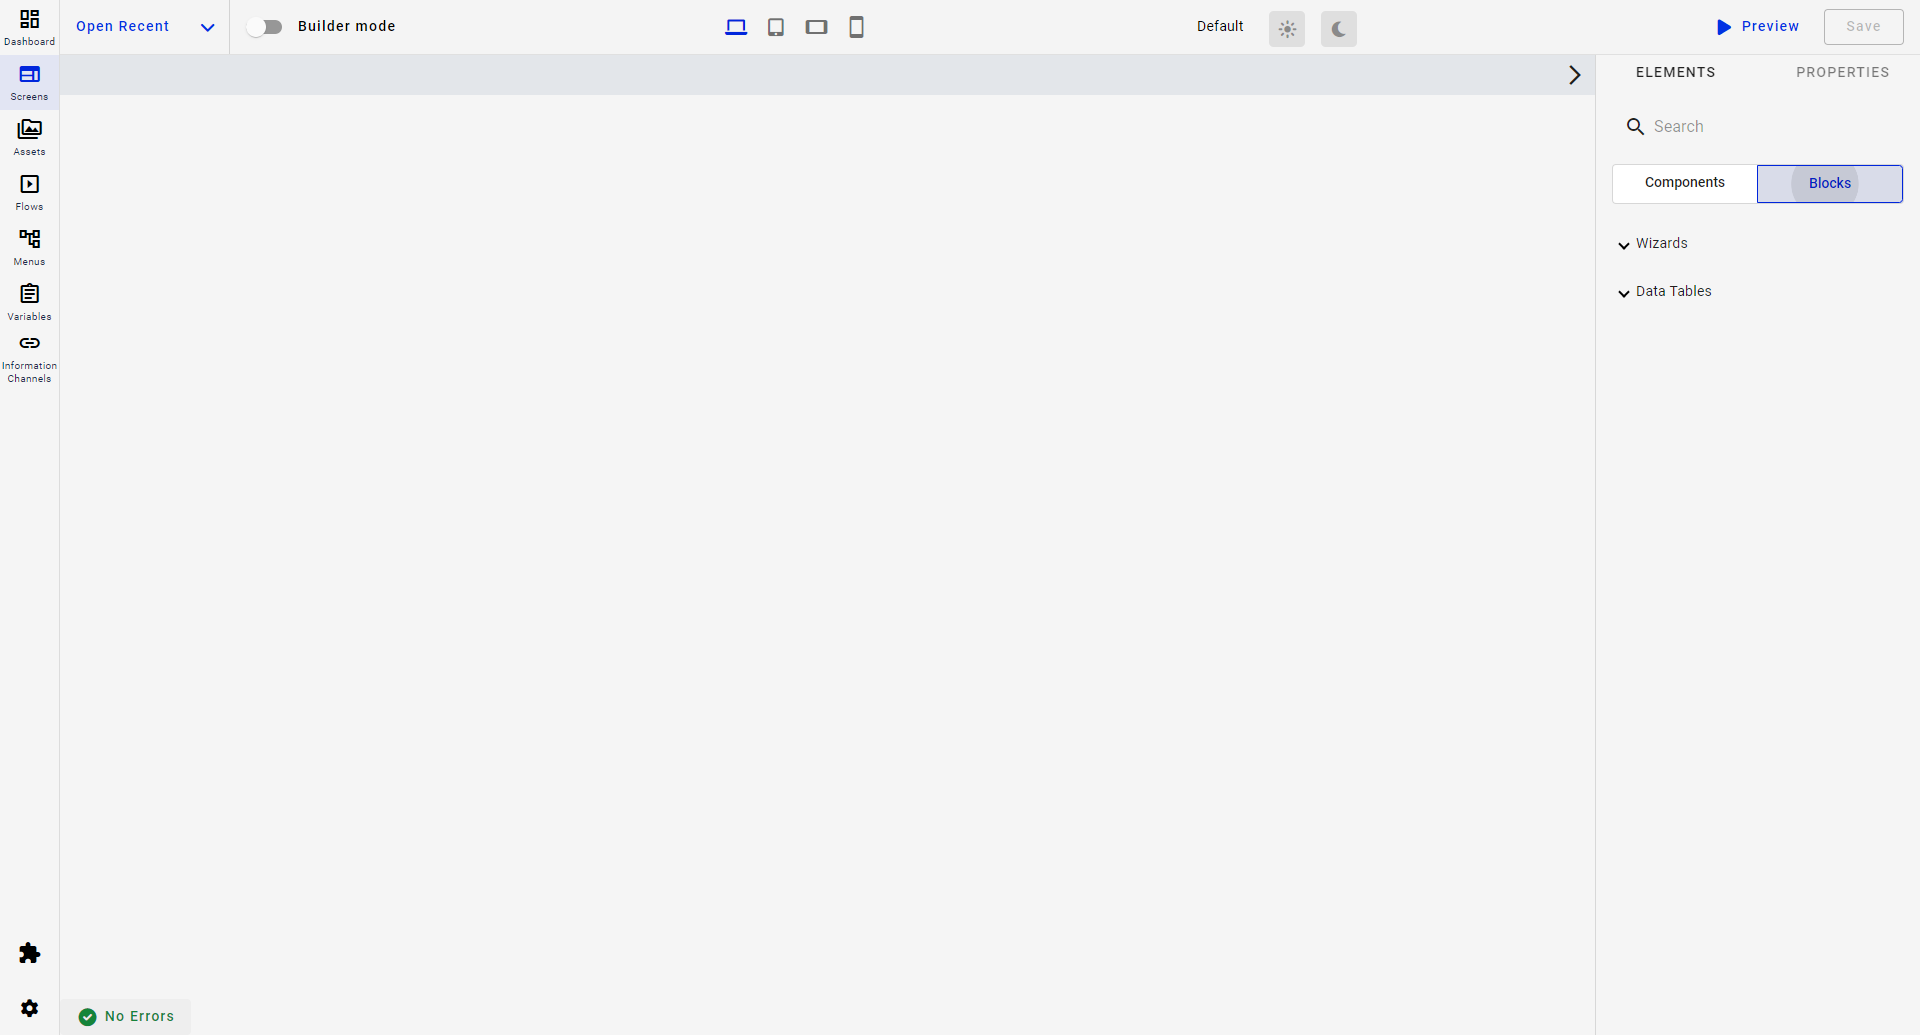 Dashboard
Open Recent
Builder mode
Default
Preview
Save
Screens
Assets
Flows
Menus
Variables
Information
Channels
ELEMENTS
PROPERTIES
Search
Components
Blocks
Wizards
Data Tables
No Errors